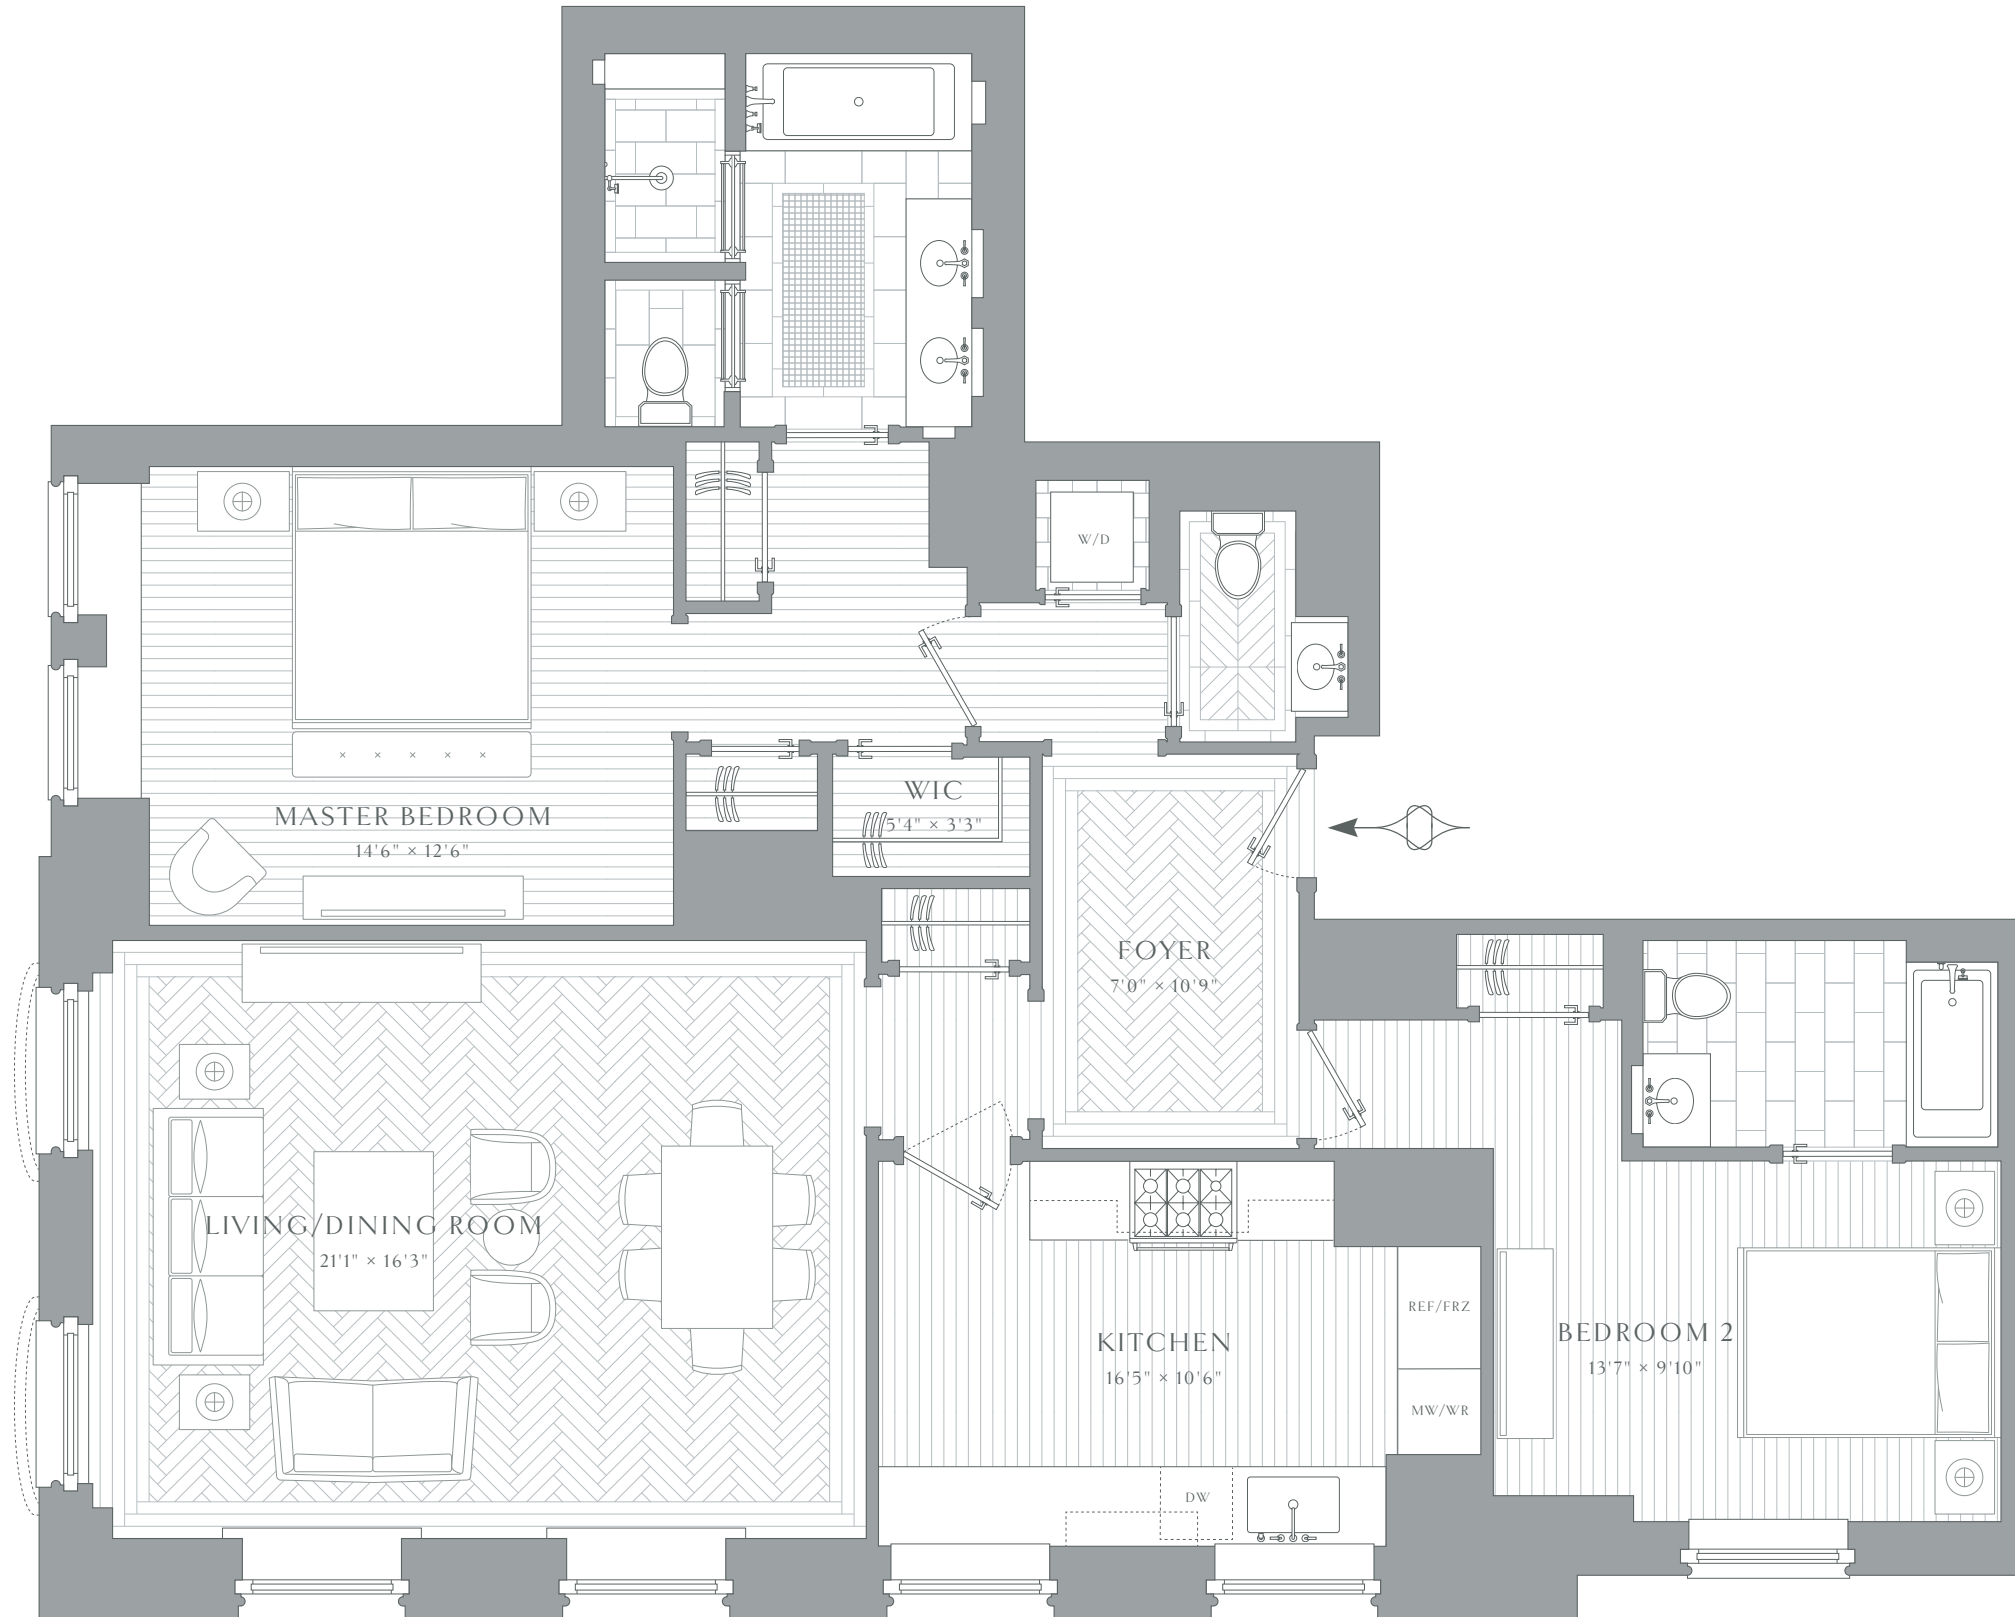 W/D
MASTER BEDROOM
14'6" × 12'6"
WIC
5'4" × 3'3"
FOYER
7'0" × 10'9"
LIVING/DINING ROOM
21'1" × 16'3"
KITCHEN
16'5" × 10'6"
REF/FRZ
MW/WR
DW
BEDROOM 2
13'7" × 9'10"